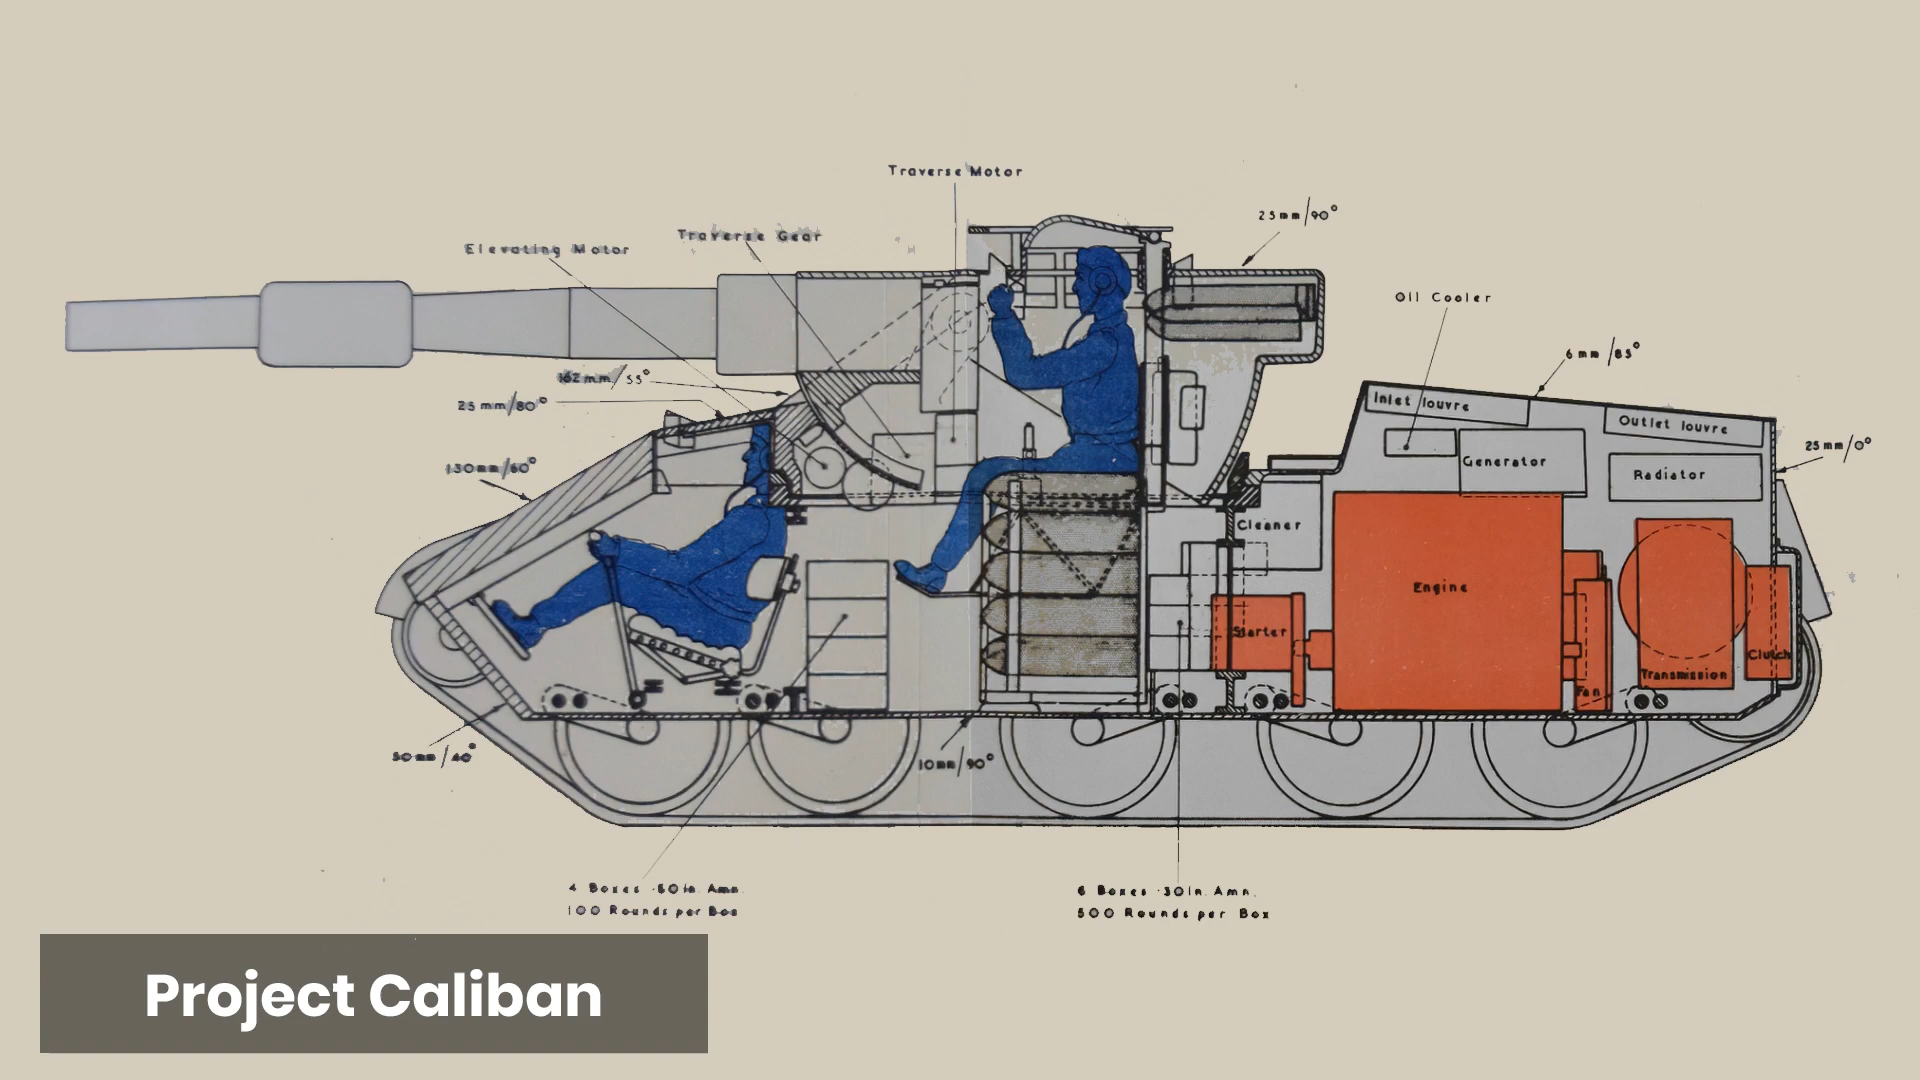 Traverse Motor
25mm/90°
Traverse Gear
Elevating Motor
Oil Cooler
6mm/85°
162mm/55°
25mm/80°
Inlet louvre
Outlet louvre
25mm/0°
130mm/60°
Generator
Radiator
Cleaner
Engine
Starter
Clutch
Transmission
Fan
50mm/40°
10mm/90°
4 Boxes ·50in. Amn.
100 Rounds per Box
6 Boxes ·30in. Amn.
500 Rounds per Box
Project Caliban